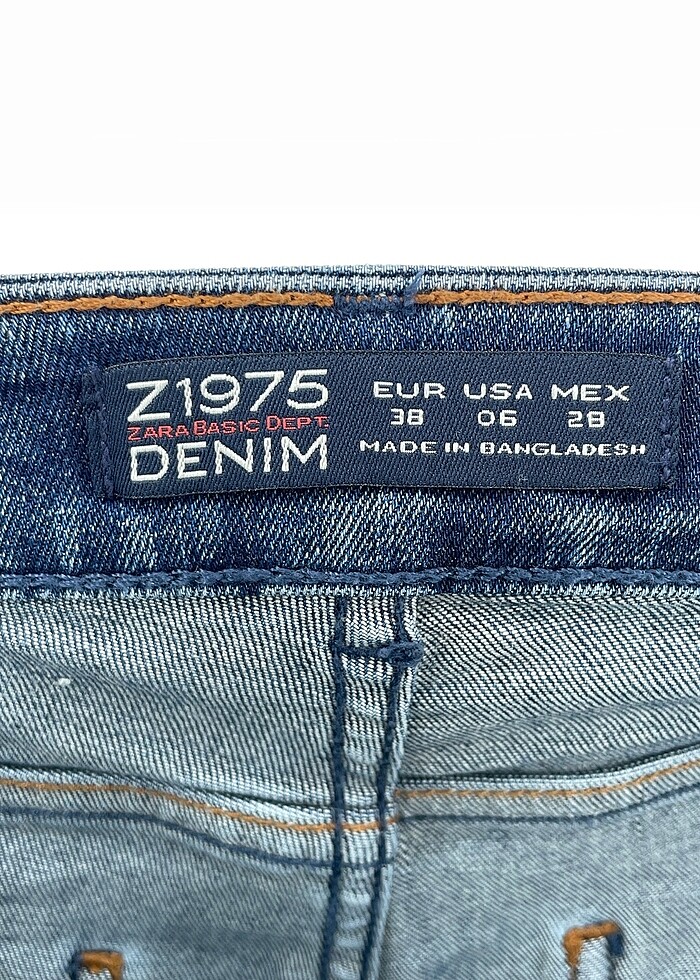 Z1975
ZARA BASIC DEPT.
DENIM
EUR USA MEX
38 06 28
MADE IN BANGLADESH